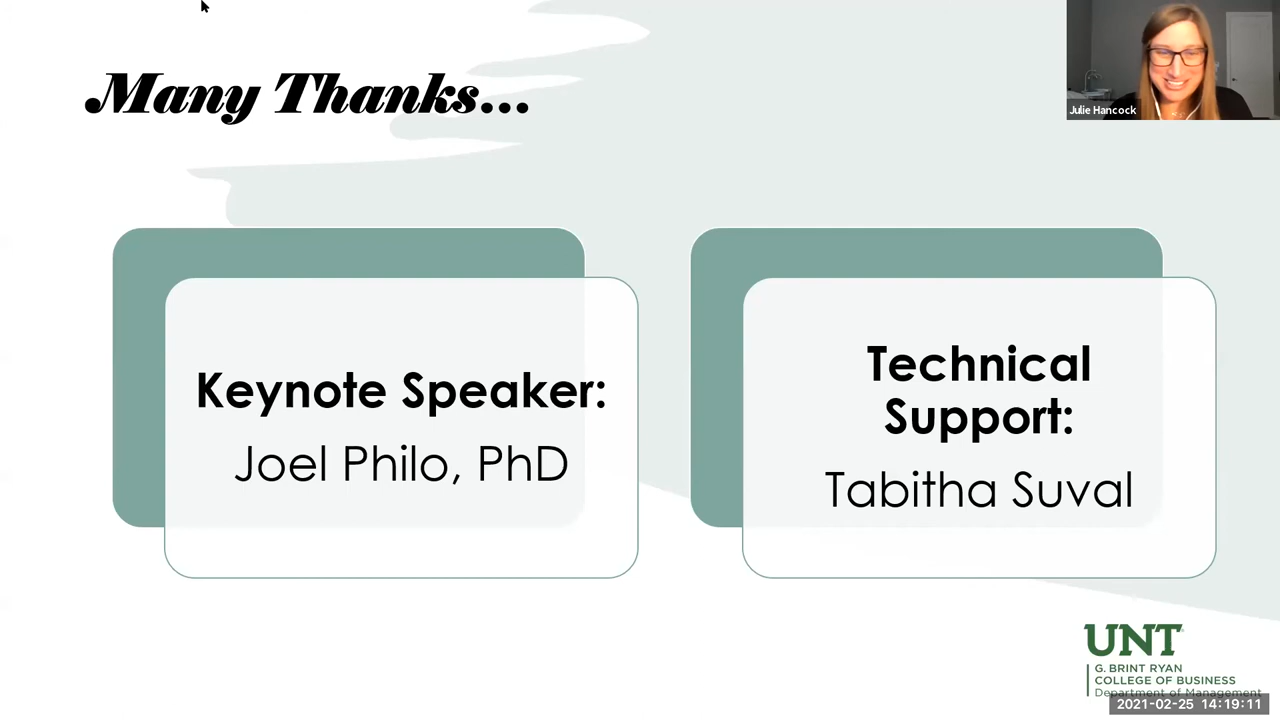 Many Thanks...
Julie Hancock
Keynote Speaker:
Joel Philo, PhD
Technical
Support:
Tabitha Suval
UNT
G. BRINT RYAN
COLLEGE OF BUSINESS
Department of Management
2021-02-25 14:19:11